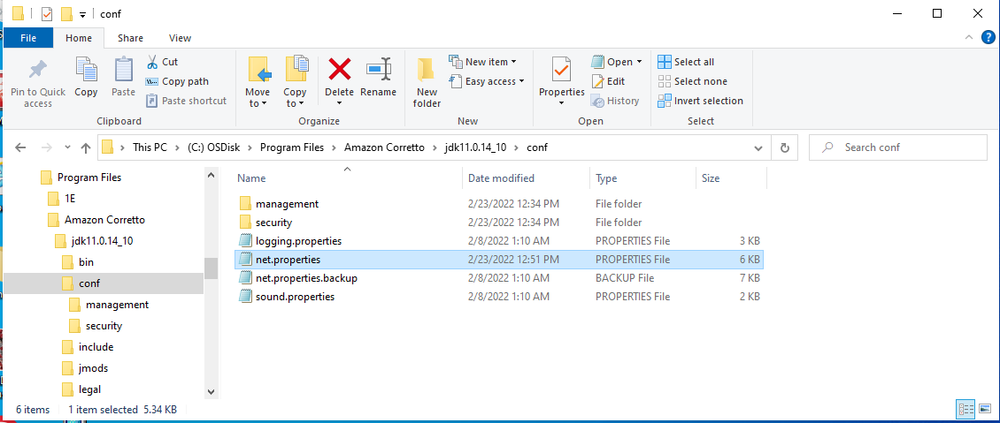 conf
File Home Share View
Pin to Quick access
Copy
Paste
Cut
Copy path
Paste shortcut
Clipboard
Move to
Copy to
Delete
Rename
Organize
New folder
New item
Easy access
New
Properties
Open
Edit
History
Open
Select all
Select none
Invert selection
Select
This PC > (C:) OSDisk > Program Files > Amazon Corretto > jdk11.0.14_10 > conf
Search conf
Program Files
1E
Amazon Corretto
jdk11.0.14_10
bin
conf
management
security
include
jmods
legal
Name Date modified Type Size
management 2/23/2022 12:34 PM File folder
security 2/23/2022 12:34 PM File folder
logging.properties 2/8/2022 1:10 AM PROPERTIES File 3 KB
net.properties 2/23/2022 12:51 PM PROPERTIES File 6 KB
net.properties.backup 2/8/2022 1:10 AM BACKUP File 7 KB
sound.properties 2/8/2022 1:10 AM PROPERTIES File 2 KB
6 items 1 item selected 5.34 KB